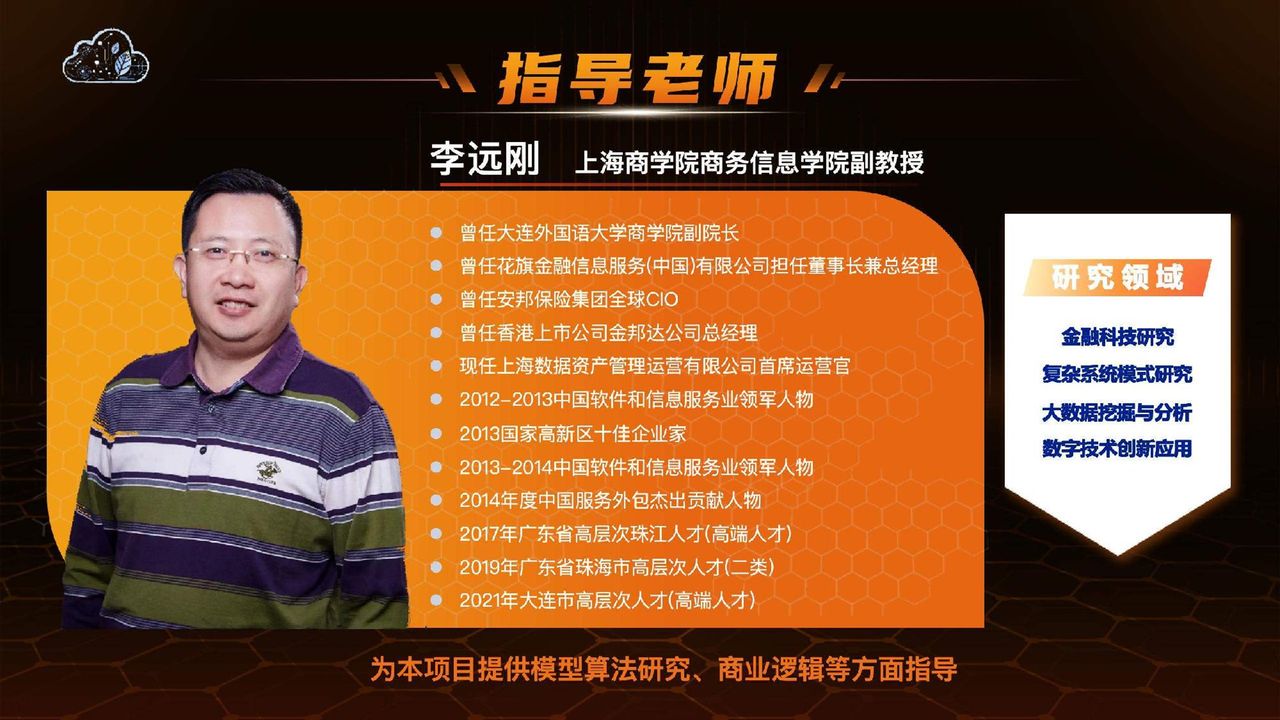 指导老师
李远刚 上海商学院商务信息学院副教授
曾任大连外国语大学商学院副院长
曾任花旗金融信息服务(中国)有限公司担任董事长兼总经理
曾任安邦保险集团全球CIO
曾任香港上市公司金邦达公司总经理
现任上海数据资产管理运营有限公司首席运营官
2012-2013中国软件和信息服务业领军人物
2013国家高新区十佳企业家
2013-2014中国软件和信息服务业领军人物
2014年度中国服务外包杰出贡献人物
2017年广东省高层次珠江人才(高端人才)
2019年广东省珠海市高层次人才(二类)
2021年大连市高层次人才(高端人才)
研究领域
金融科技研究
复杂系统模式研究
大数据挖掘与分析
数字技术创新应用
为本项目提供模型算法研究、商业逻辑等方面指导